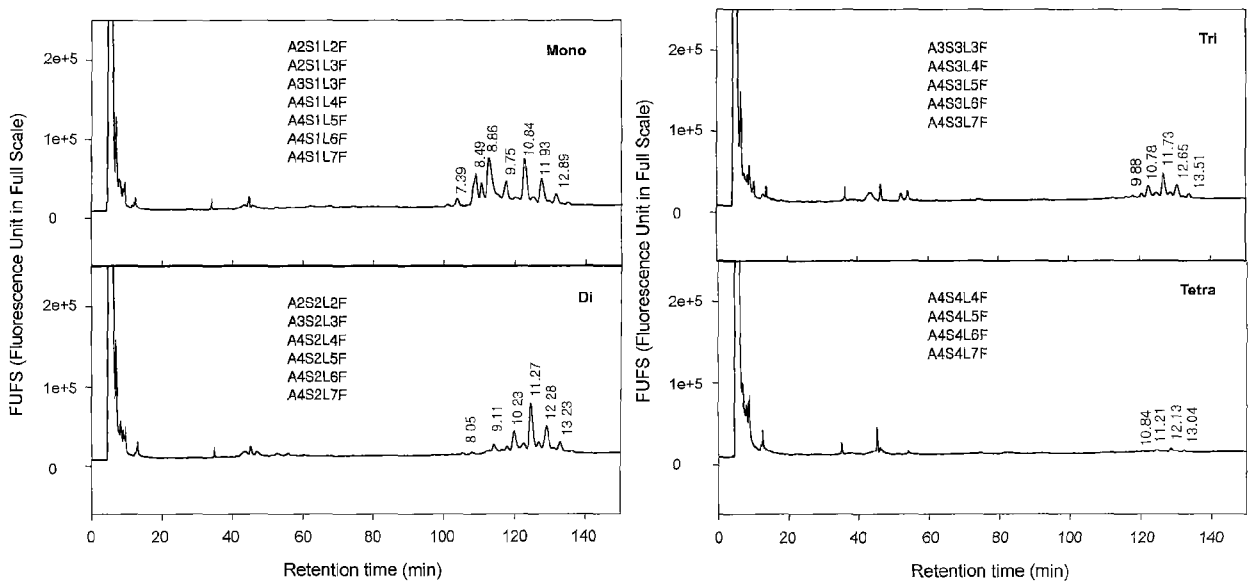 FUFS (Fluorescence Unit in Full Scale)
2e+5
1e+5
0
Mono
A2S1L2F
A2S1L3F
A3S1L3F
A4S1L4F
A4S1L5F
A4S1L6F
A4S1L7F
7.39
8.49
8.86
9.75
10.84
11.93
12.89
2e+5
1e+5
0
Di
A2S2L2F
A3S2L3F
A4S2L4F
A4S2L5F
A4S2L6F
A4S2L7F
8.05
9.11
10.23
11.27
12.28
13.23
0 20 40 60 80 100 120 140
Retention time (min)
FUFS (Fluorescence Unit in Full Scale)
2e+5
1e+5
0
Tri
A3S3L3F
A4S3L4F
A4S3L5F
A4S3L6F
A4S3L7F
9.88
10.78
11.73
12.65
13.51
2e+5
1e+5
0
Tetra
A4S4L4F
A4S4L5F
A4S4L6F
A4S4L7F
10.84
11.21
12.13
13.04
0 20 40 60 80 100 120 140
Retention time (min)